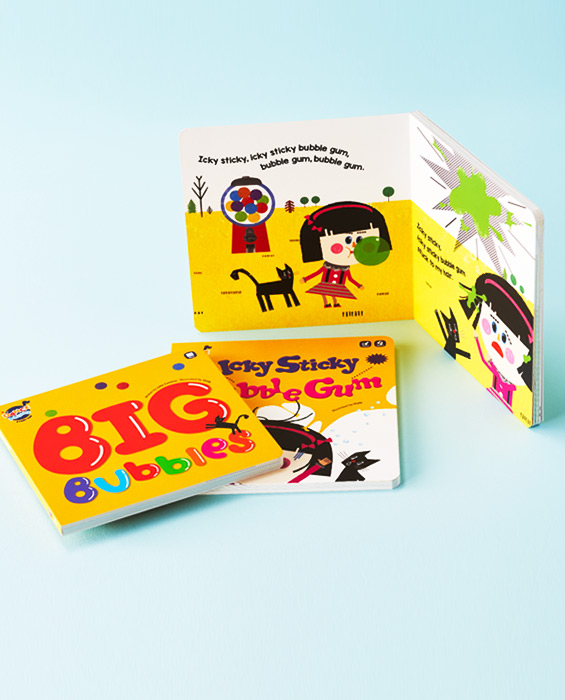 Icky sticky, icky sticky bubble gum,
bubble gum, bubble gum.
Icky sticky,
icky sticky bubble gum
stuck to my hair.
Icky Sticky
Bubble Gum
BIG
Bubbles